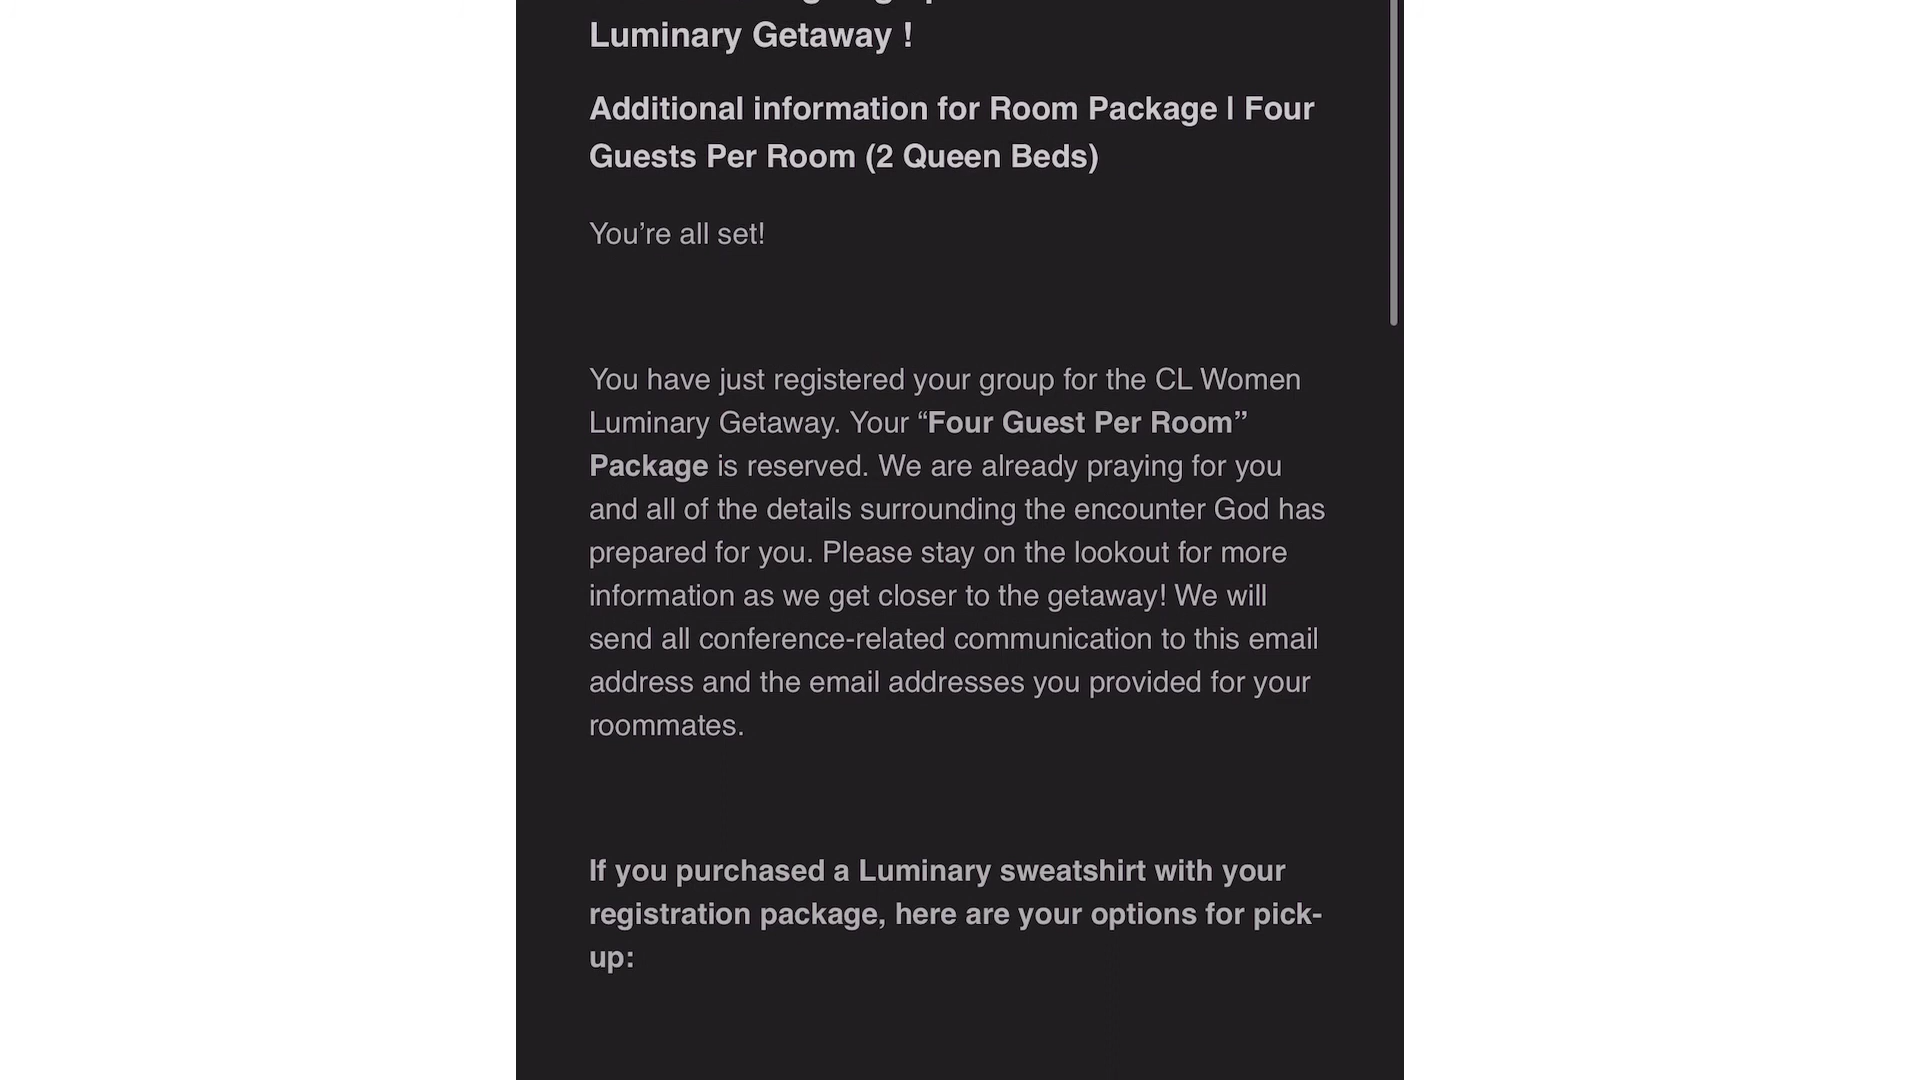 Luminary Getaway !
Additional information for Room Package | Four
Guests Per Room (2 Queen Beds)
You’re all set!
You have just registered your group for the CL Women
Luminary Getaway. Your “Four Guest Per Room”
Package is reserved. We are already praying for you
and all of the details surrounding the encounter God has
prepared for you. Please stay on the lookout for more
information as we get closer to the getaway! We will
send all conference-related communication to this email
address and the email addresses you provided for your
roommates.
If you purchased a Luminary sweatshirt with your
registration package, here are your options for pick-
up: